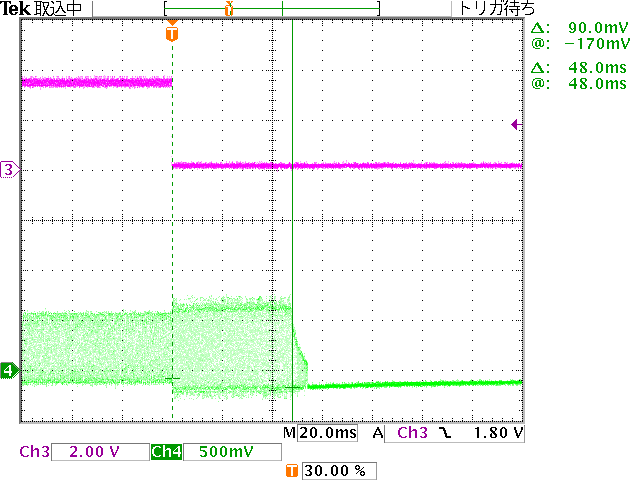 Tek 取込中 トリガ待ち
T
T
Δ: 90.0mV
@: −170mV
Δ: 48.0ms
@: 48.0ms
3
4
M 20.0ms A Ch3 1.80 V
Ch3 2.00 V Ch4 500mV
T 30.00 %